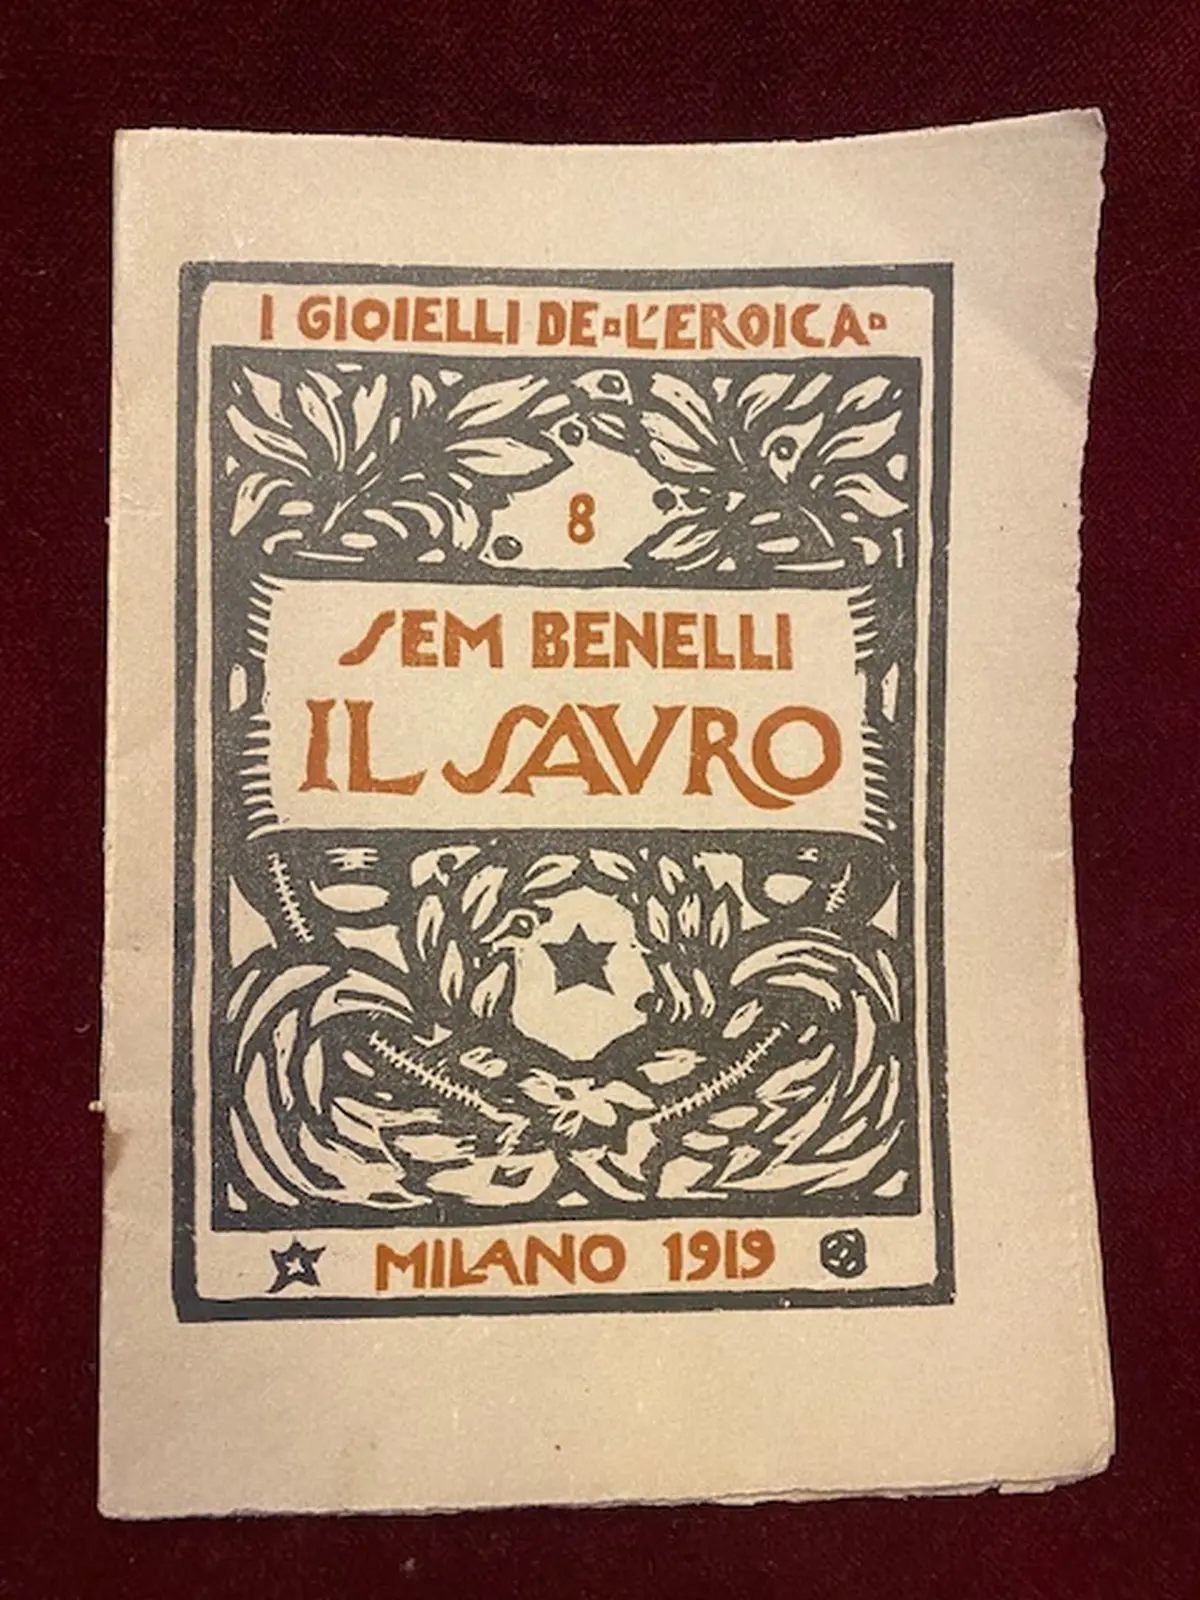 I GIOIELLI DE "L'EROICA"
8
SEM BENELLI
IL SAVRO
MILANO 1919